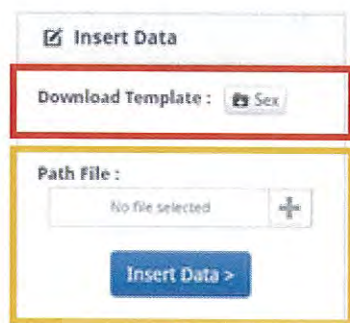 Insert Data
Download Template : Sex
Path File :
No file selected
Insert Data >